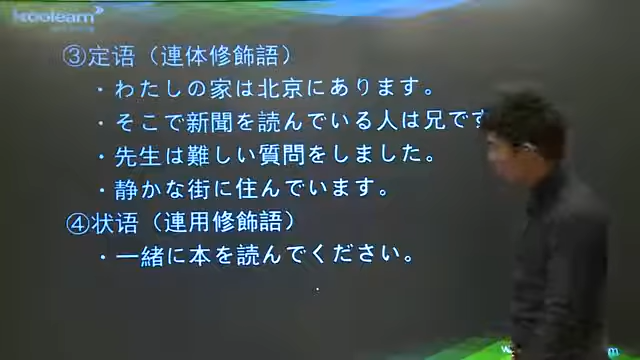 koolearn
③定语（連体修飾語）
・わたしの家は北京にあります。
・そこで新聞を読んでいる人は兄です
・先生は難しい質問をしました。
・静かな街に住んでいます。
④状语（連用修飾語）
・一緒に本を読んでください。